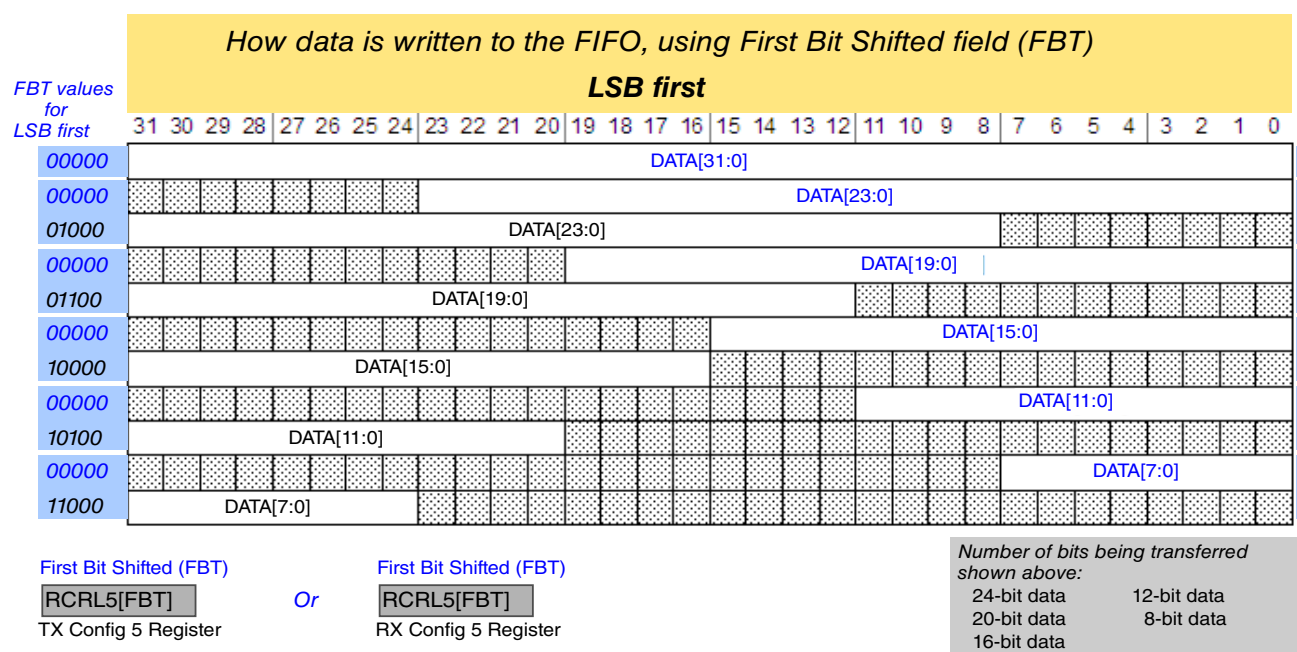 How data is written to the FIFO, using First Bit Shifted field (FBT)
LSB first
FBT values
for
LSB first
31 30 29 28 27 26 25 24 23 22 21 20 19 18 17 16 15 14 13 12 11 10 9 8 7 6 5 4 3 2 1 0
00000 DATA[31:0]
00000 DATA[23:0]
01000 DATA[23:0]
00000 DATA[19:0]
01100 DATA[19:0]
00000 DATA[15:0]
10000 DATA[15:0]
00000 DATA[11:0]
10100 DATA[11:0]
00000 DATA[7:0]
11000 DATA[7:0]
First Bit Shifted (FBT)
RCRL5[FBT]
TX Config 5 Register
Or
First Bit Shifted (FBT)
RCRL5[FBT]
RX Config 5 Register
Number of bits being transferred
shown above:
24-bit data 12-bit data
20-bit data 8-bit data
16-bit data